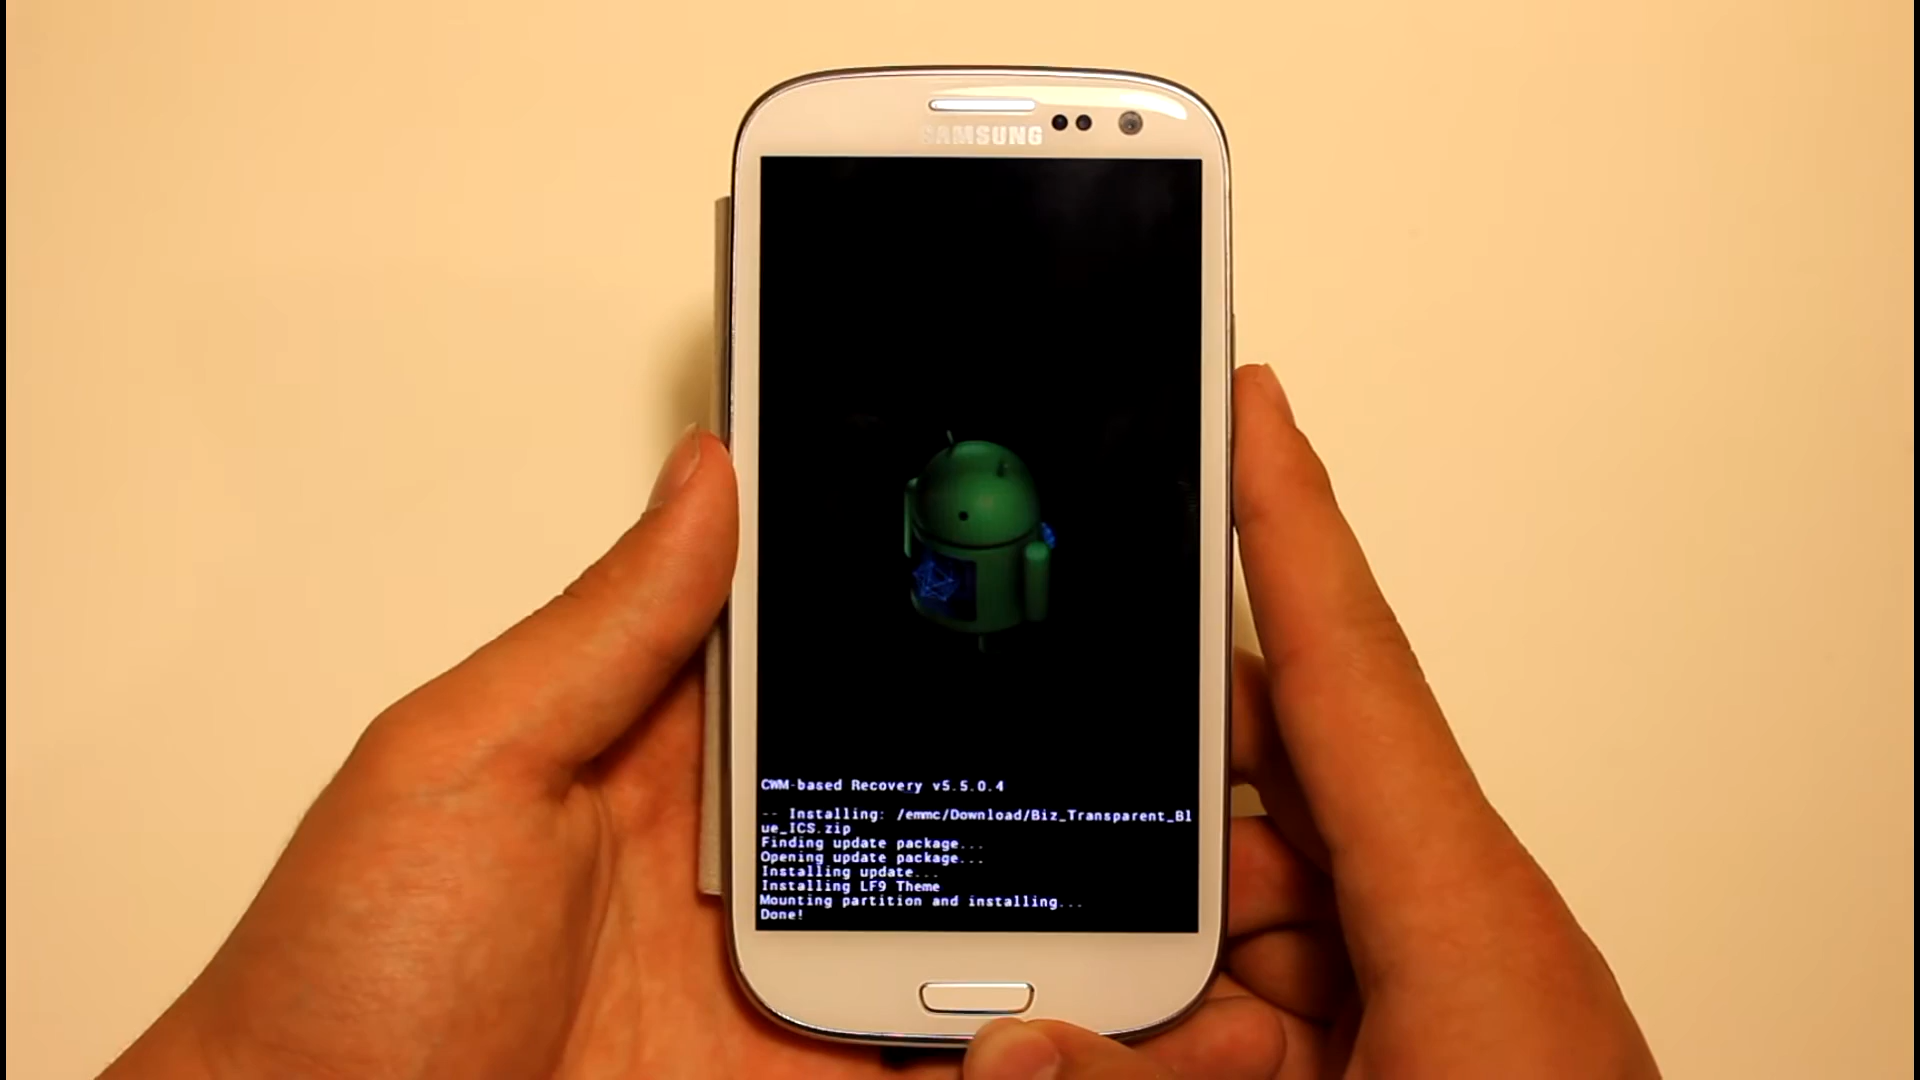 SAMSUNG
CWM-based Recovery v5.5.0.4
-- Installing: /emmc/Download/Biz_Transparent_Bl
ue_ICS.zip
Finding update package...
Opening update package...
Installing update...
Installing LF9 Theme
Mounting partition and installing...
Done!